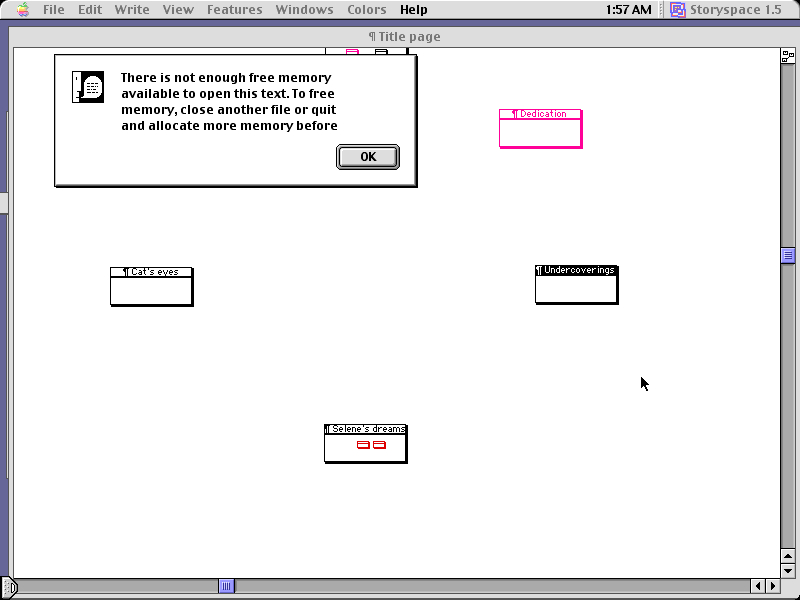 File Edit Write View Features Windows Colors Help 1:57 AM Storyspace 1.5
¶ Title page
There is not enough free memory
available to open this text. To free
memory, close another file or quit
and allocate more memory before
OK
¶ Dedication
¶ Cat's eyes
¶ Undercoverings
¶ Selene's dreams